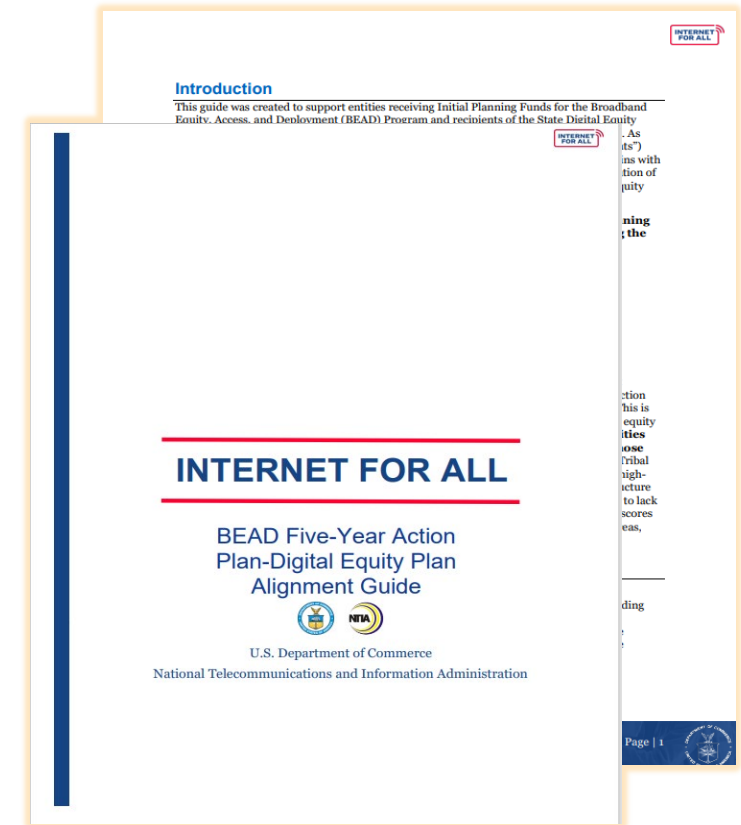 INTERNET
FOR ALL
Introduction
This guide was created to support entities receiving Initial Planning Funds for the Broadband
Equity, Access, and Deployment (BEAD) Program and recipients of the State Digital Equity
. As
ts”)
ins with
tion of
quity
ning
the
ction
This is
equity
ities
hose
Tribal
high-
ucture
to lack
scores
eas,
ding
Page | 1
INTERNET
FOR ALL
INTERNET FOR ALL
BEAD Five-Year Action
Plan-Digital Equity Plan
Alignment Guide
NTIA
U.S. Department of Commerce
National Telecommunications and Information Administration